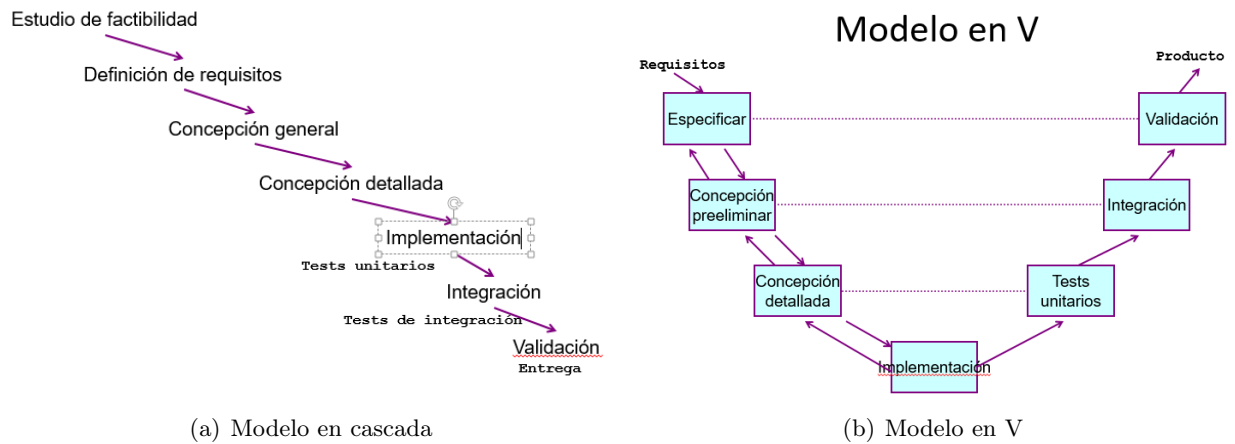 Estudio de factibilidad
Definición de requisitos
Concepción general
Concepción detallada
Implementación
Tests unitarios
Integración
Tests de integración
Validación
Entrega
(a) Modelo en cascada
Modelo en V
Requisitos
Producto
Especificar
Validación
Concepción
preeliminar
Integración
Concepción
detallada
Tests
unitarios
Implementación
(b) Modelo en V